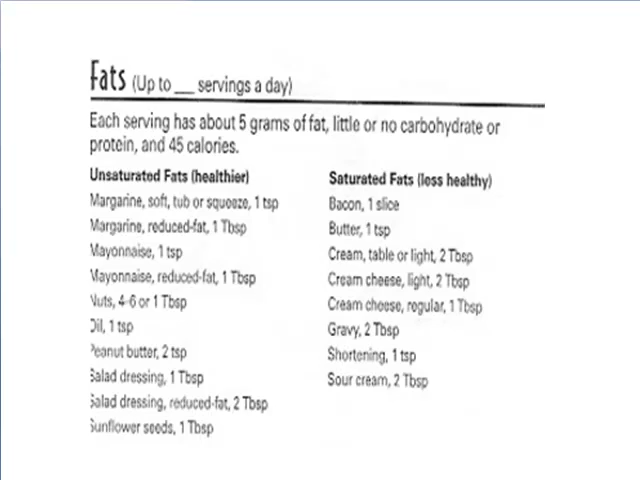 Fats (Up to ___ servings a day)
Each serving has about 5 grams of fat, little or no carbohydrate or
protein, and 45 calories.
Unsaturated Fats (healthier)
Margarine, soft, tub or squeeze, 1 tsp
Margarine, reduced-fat, 1 Tbsp
Mayonnaise, 1 tsp
Mayonnaise, reduced-fat, 1 Tbsp
Nuts, 4-6 or 1 Tbsp
Oil, 1 tsp
Peanut butter, 2 tsp
Salad dressing, 1 Tbsp
Salad dressing, reduced-fat, 2 Tbsp
Sunflower seeds, 1 Tbsp
Saturated Fats (less healthy)
Bacon, 1 slice
Butter, 1 tsp
Cream, table or light, 2 Tbsp
Cream cheese, light, 2 Tbsp
Cream cheese, regular, 1 Tbsp
Gravy, 2 Tbsp
Shortening, 1 tsp
Sour cream, 2 Tbsp